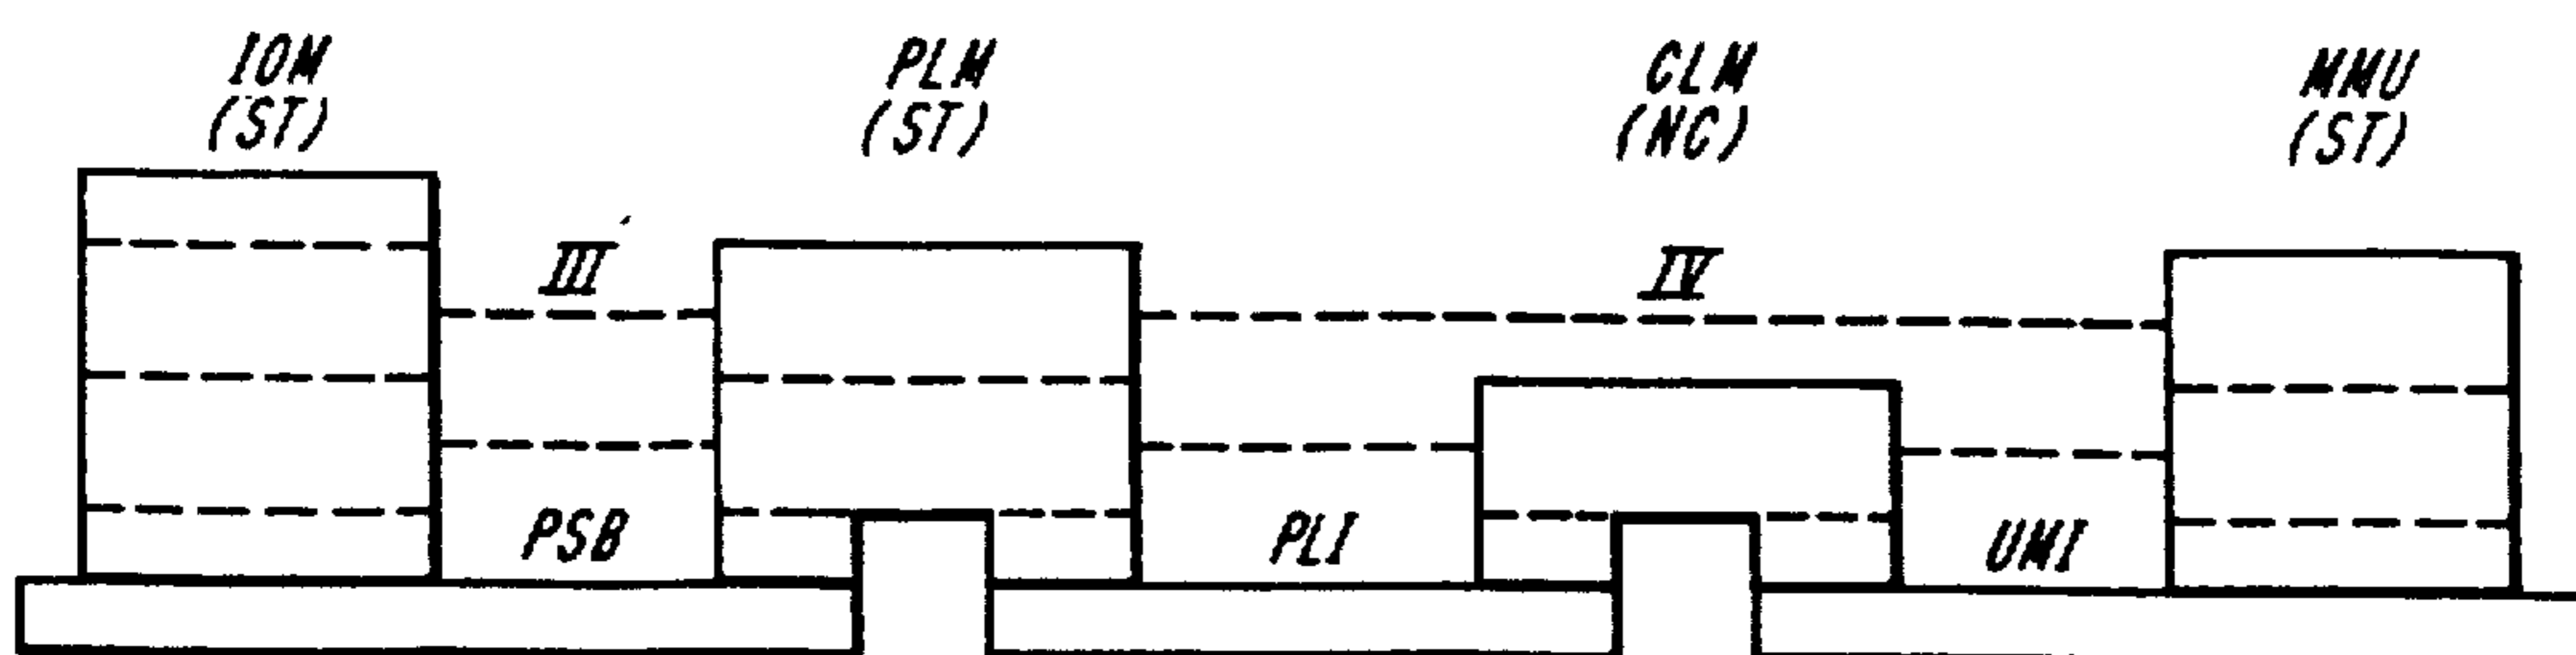 IOM
(ST)
PLM
(ST)
CLM
(NC)
MMU
(ST)
III
IV
PSB
PLI
UMI